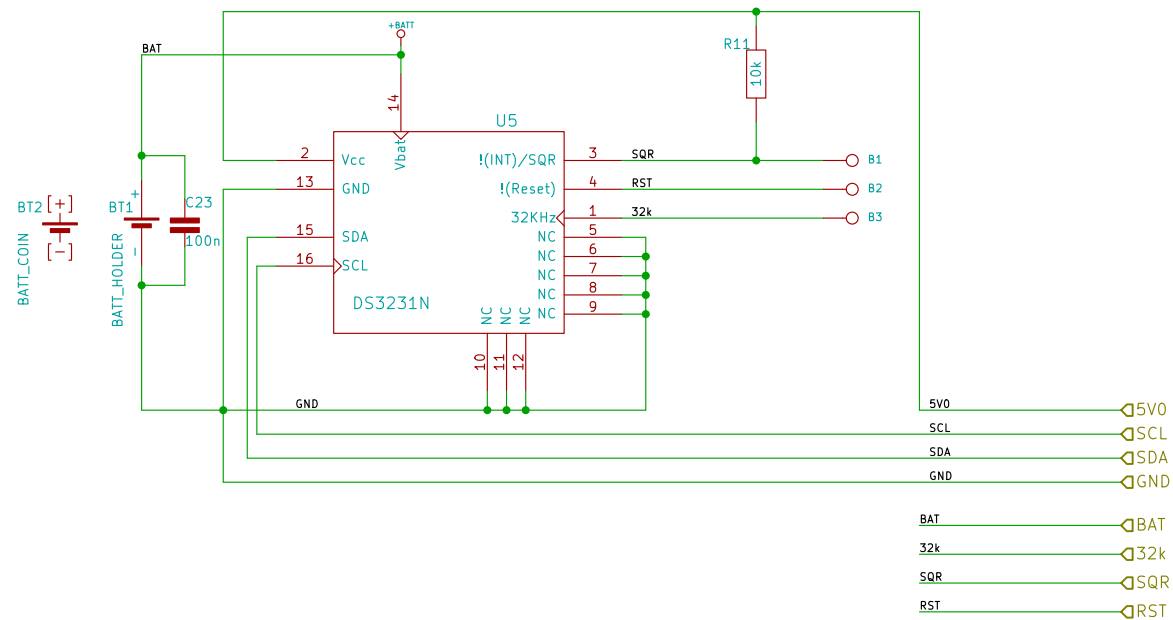 +BATT
BAT
R11
10k
14
U5
2
Vcc
Vbat
!(INT)/SQR
3
SQR
B1
13
GND
!(Reset)
4
RST
B2
BT2
[+]
[-]
BATT_COIN
BT1
+
-
BATT_HOLDER
C23
100n
32KHz
1
32k
B3
15
SDA
NC
5
NC
6
16
SCL
NC
7
NC
8
NC
9
DS3231N
NC
NC
NC
10
11
12
GND
5V0
5V0
SCL
SCL
SDA
SDA
GND
GND
BAT
BAT
32k
32k
SQR
SQR
RST
RST